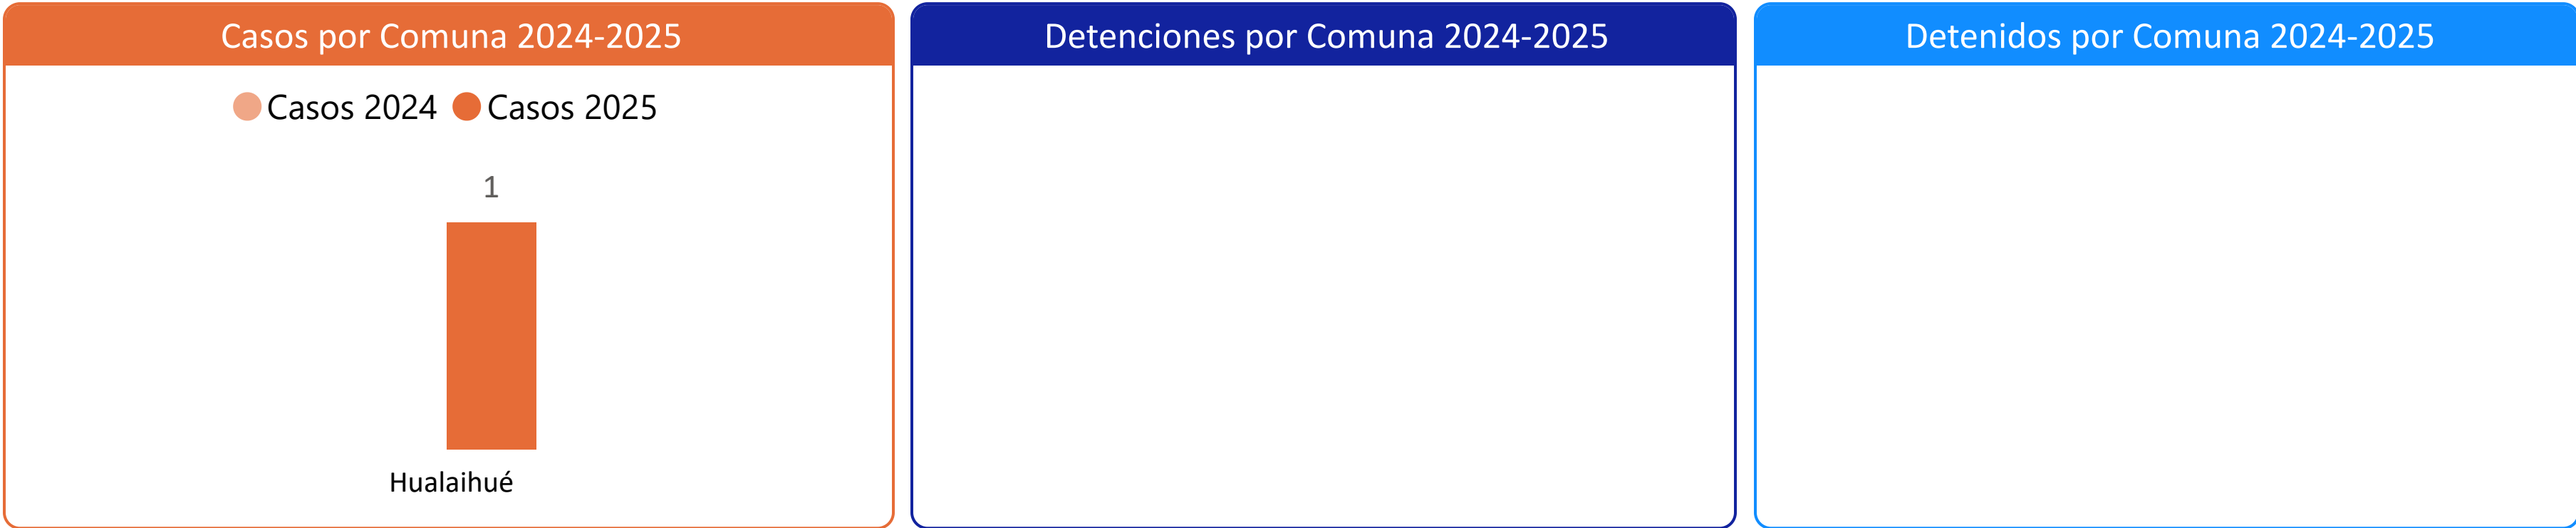 Casos por Comuna 2024-2025
Casos 2024 Casos 2025
1
Hualaihué
Detenciones por Comuna 2024-2025
Detenidos por Comuna 2024-2025